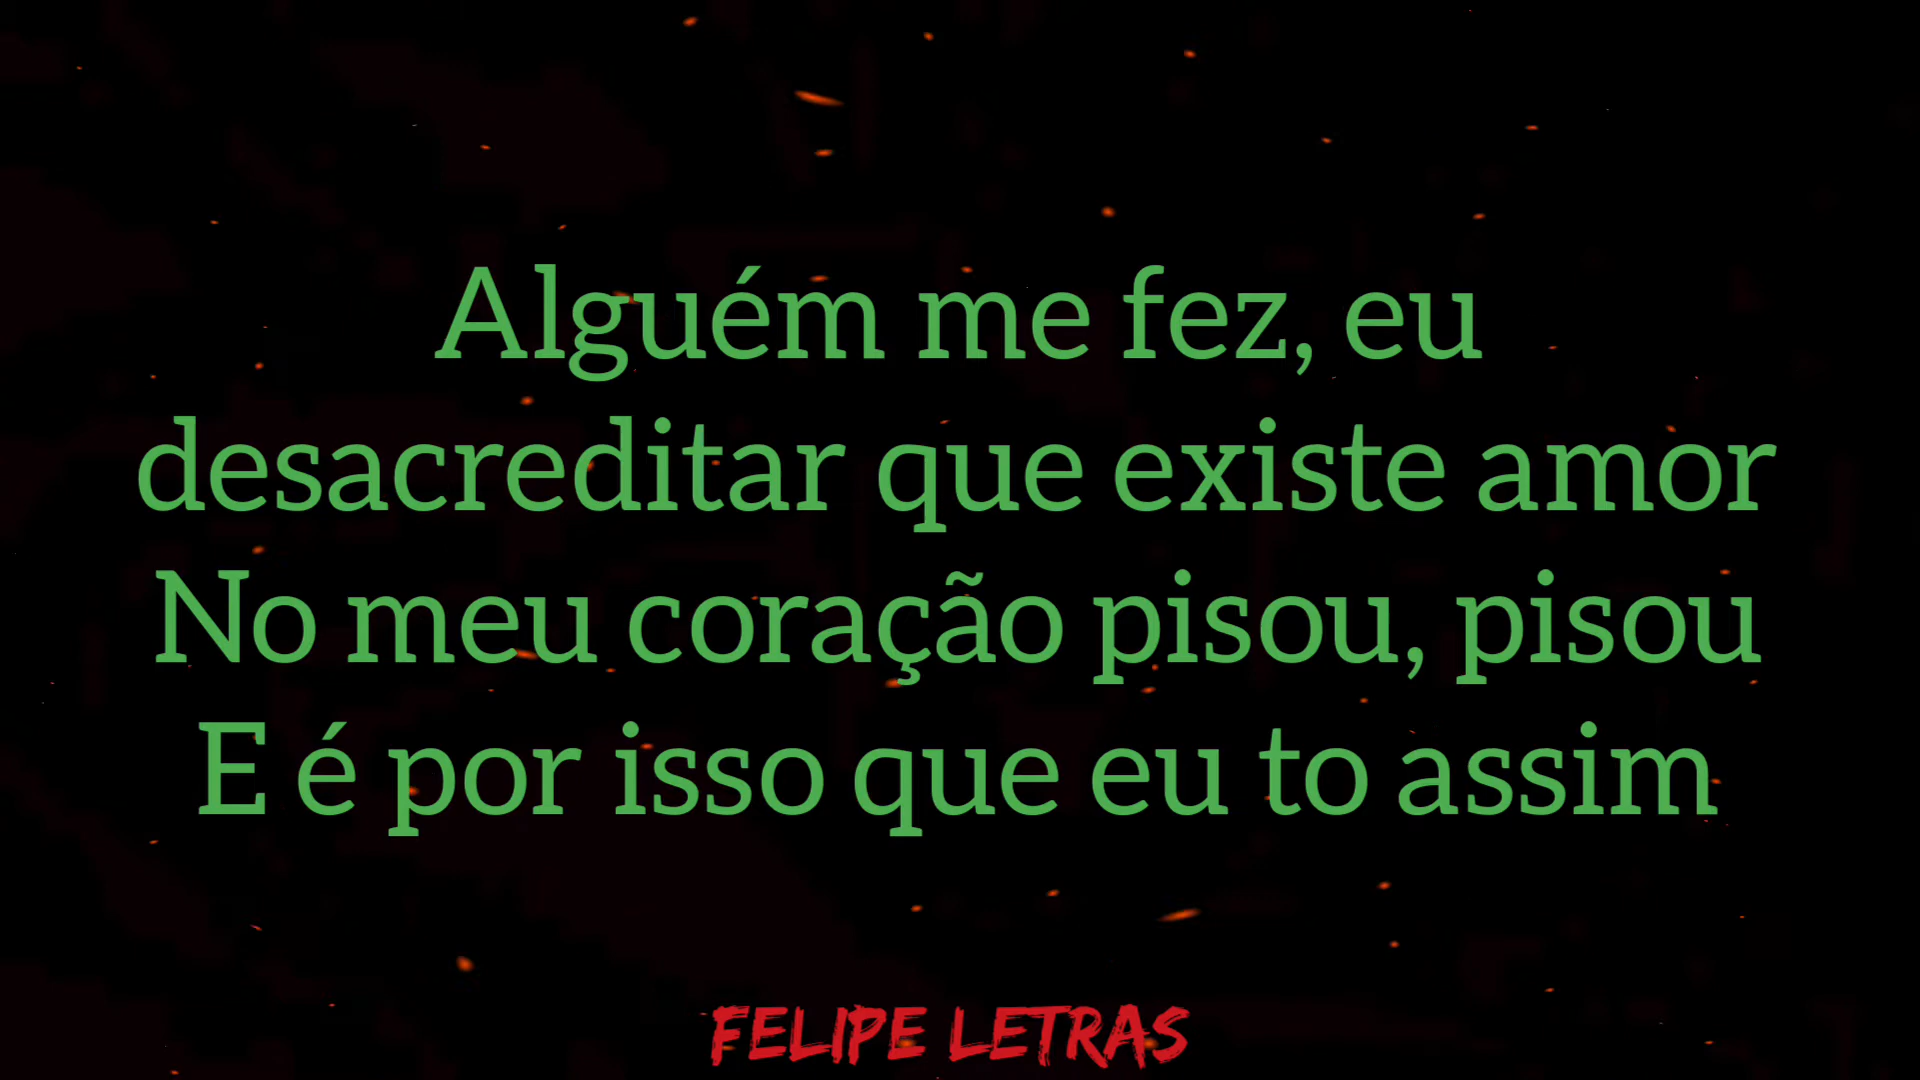 Alguém me fez, eu
desacreditar que existe amor
No meu coração pisou, pisou
E é por isso que eu to assim
FELIPE LETRAS